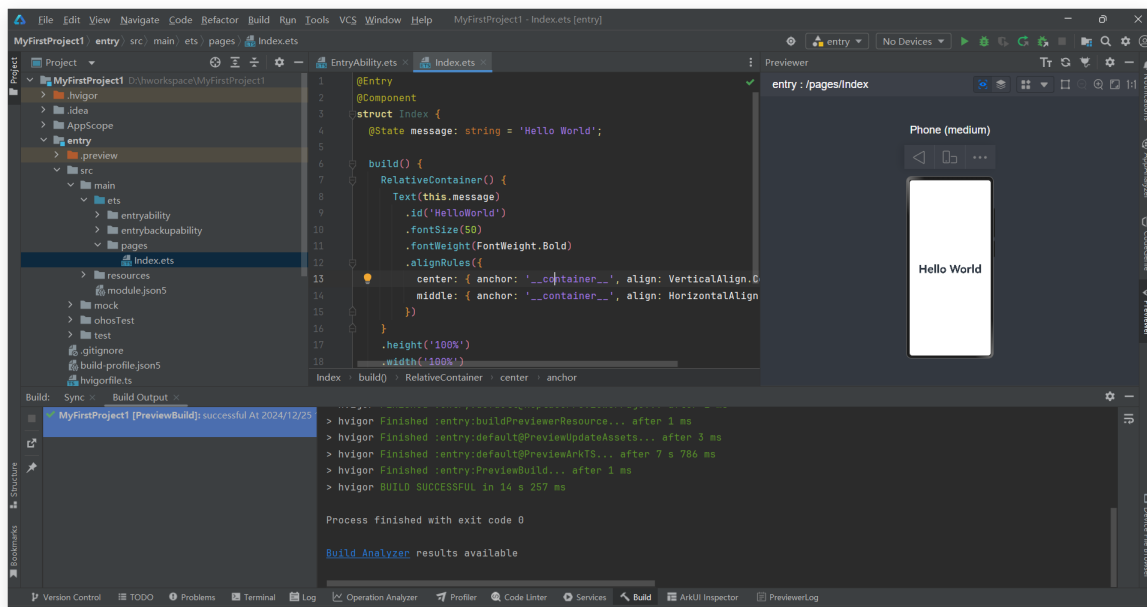 File Edit View Navigate Code Refactor Build Run Tools VCS Window Help MyFirstProject1 - Index.ets [entry]
MyFirstProject1 entry src main ets pages Index.ets
entry No Devices
Project
Project
EntryAbility.ets
Index.ets
Previewer
MyFirstProject1 D:\hworkspace\MyFirstProject1
.hvigor
.idea
AppScope
entry
.preview
src
main
ets
entryability
entrybackupability
pages
Index.ets
resources
module.json5
mock
ohosTest
test
.gitignore
build-profile.json5
hvigorfile.ts
1 @Entry
2 @Component
3 struct Index {
4 @State message: string = 'Hello World';
5
6 build() {
7 RelativeContainer() {
8 Text(this.message)
9 .id('HelloWorld')
10 .fontSize(50)
11 .fontWeight(FontWeight.Bold)
12 .alignRules({
13 center: { anchor: '__container__', align: VerticalAlign.
14 middle: { anchor: '__container__', align: HorizontalAlign
15 })
16 }
17 .height('100%')
18 .width('100%')
Index build() RelativeContainer center anchor
entry : /pages/Index
1:1
Phone (medium)
Hello World
Build: Sync Build Output
MyFirstProject1 [PreviewBuild]: successful At 2024/12/25
> hvigor Finished :entry:buildPreviewerResource... after 1 ms
> hvigor Finished :entry:default@PreviewUpdateAssets... after 3 ms
> hvigor Finished :entry:default@PreviewArkTS... after 7 s 786 ms
> hvigor Finished :entry:PreviewBuild... after 1 ms
> hvigor BUILD SUCCESSFUL in 14 s 257 ms
Process finished with exit code 0
Build Analyzer results available
Structure
Bookmarks
Previewer
Version Control TODO Problems Terminal Log Operation Analyzer Profiler Code Linter Services Build ArkUI Inspector PreviewerLog